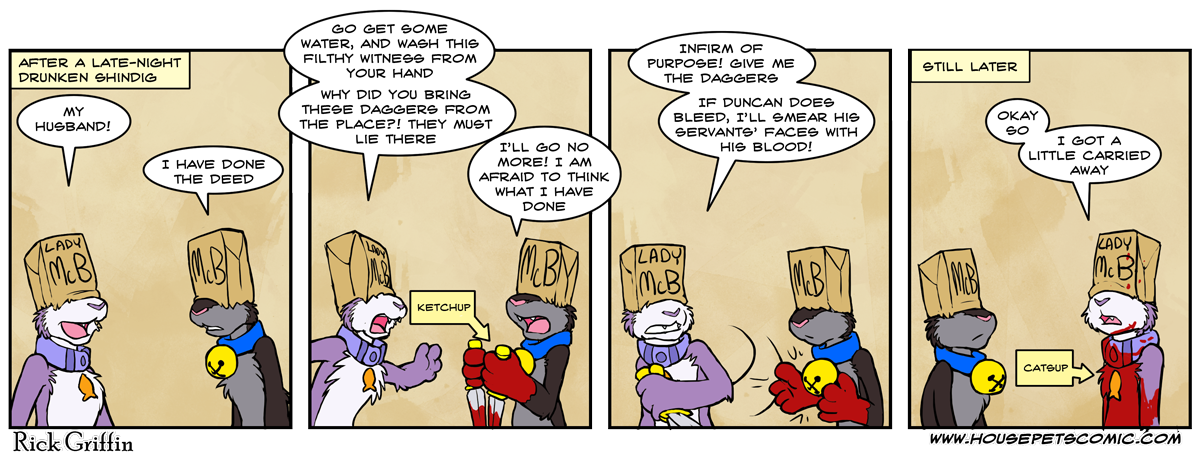 AFTER A LATE-NIGHT
DRUNKEN SHINDIG
MY
HUSBAND!
I HAVE DONE
THE DEED
LADY
McB
McB
GO GET SOME
WATER, AND WASH THIS
FILTHY WITNESS FROM
YOUR HAND
WHY DID YOU BRING
THESE DAGGERS FROM
THE PLACE?! THEY MUST
LIE THERE
I'LL GO NO
MORE! I AM
AFRAID TO THINK
WHAT I HAVE
DONE
LADY
McB
McB
KETCHUP
INFIRM OF
PURPOSE! GIVE ME
THE DAGGERS
IF DUNCAN DOES
BLEED, I'LL SMEAR HIS
SERVANTS' FACES WITH
HIS BLOOD!
LADY
McB
McB
STILL LATER
OKAY
SO
I GOT A
LITTLE CARRIED
AWAY
McB
LADY
McB
CATSUP
Rick Griffin
WWW.HOUSEPETSCOMIC.COM